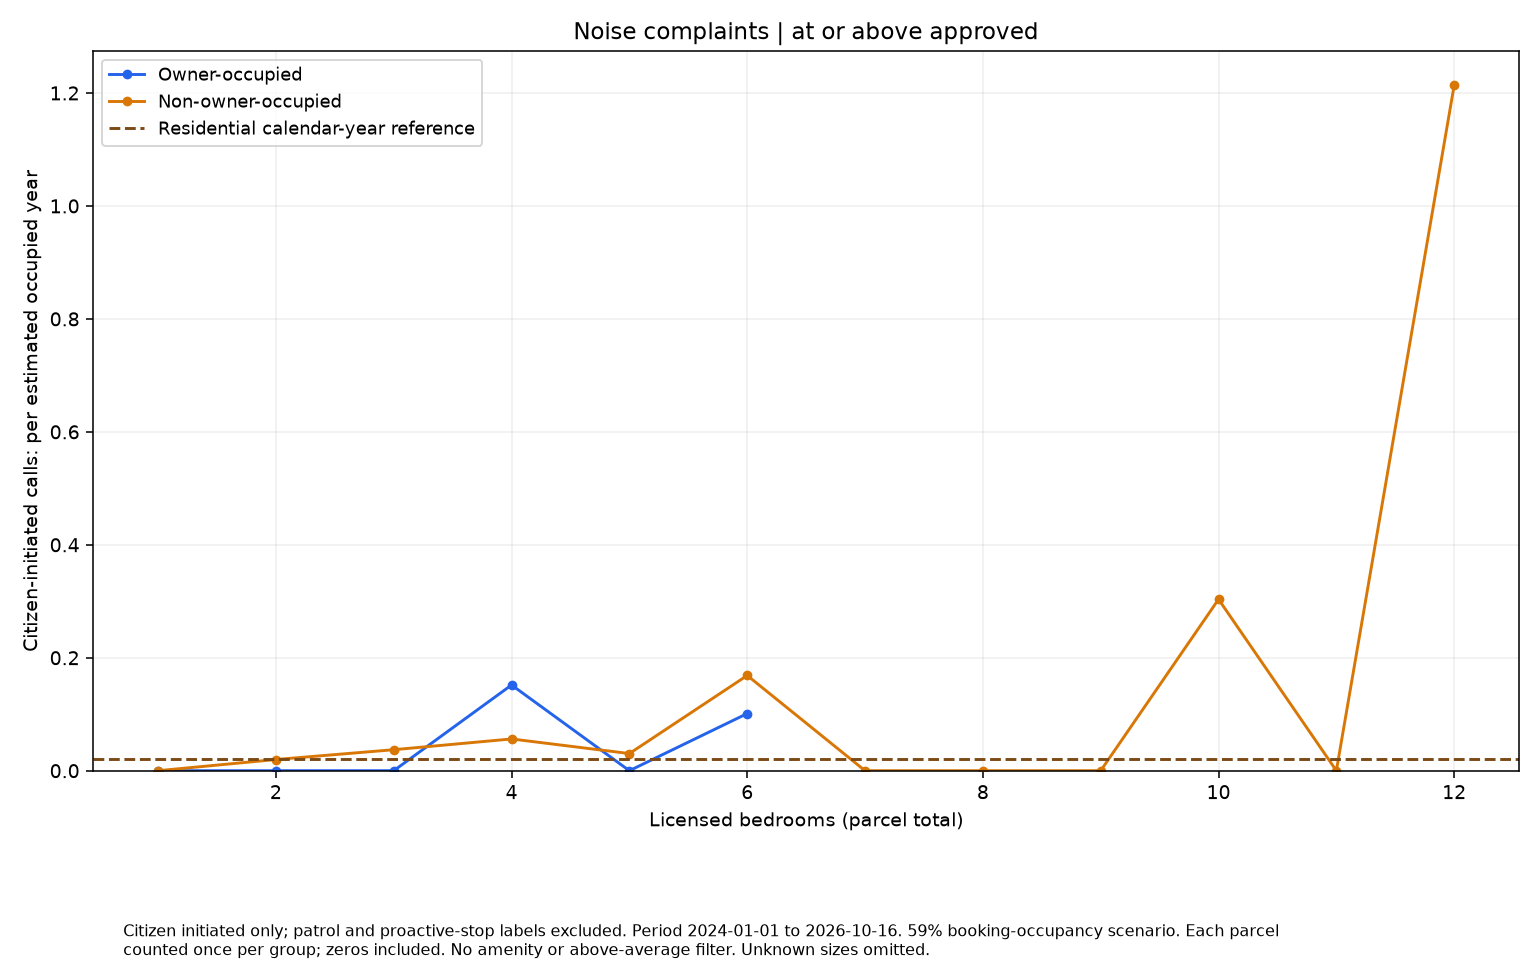 Noise complaints | at or above approved
Owner-occupied
Non-owner-occupied
Residential calendar-year reference
Citizen-initiated calls: per estimated occupied year
1.2
1.0
0.8
0.6
0.4
0.2
0.0
2
4
6
8
10
12
Licensed bedrooms (parcel total)
Citizen initiated only; patrol and proactive-stop labels excluded. Period 2024-01-01 to 2026-10-16. 59% booking-occupancy scenario. Each parcel
counted once per group; zeros included. No amenity or above-average filter. Unknown sizes omitted.